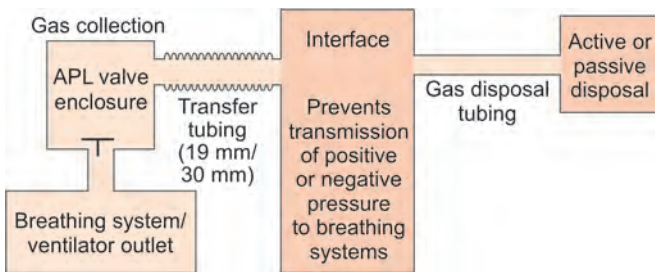 Gas collection
APL valve
enclosure
Breathing system/
ventilator outlet
Transfer
tubing
(19 mm/
30 mm)
Interface
Prevents
transmission
of positive
or negative
pressure
to breathing
systems
Gas disposal
tubing
Active or
passive
disposal